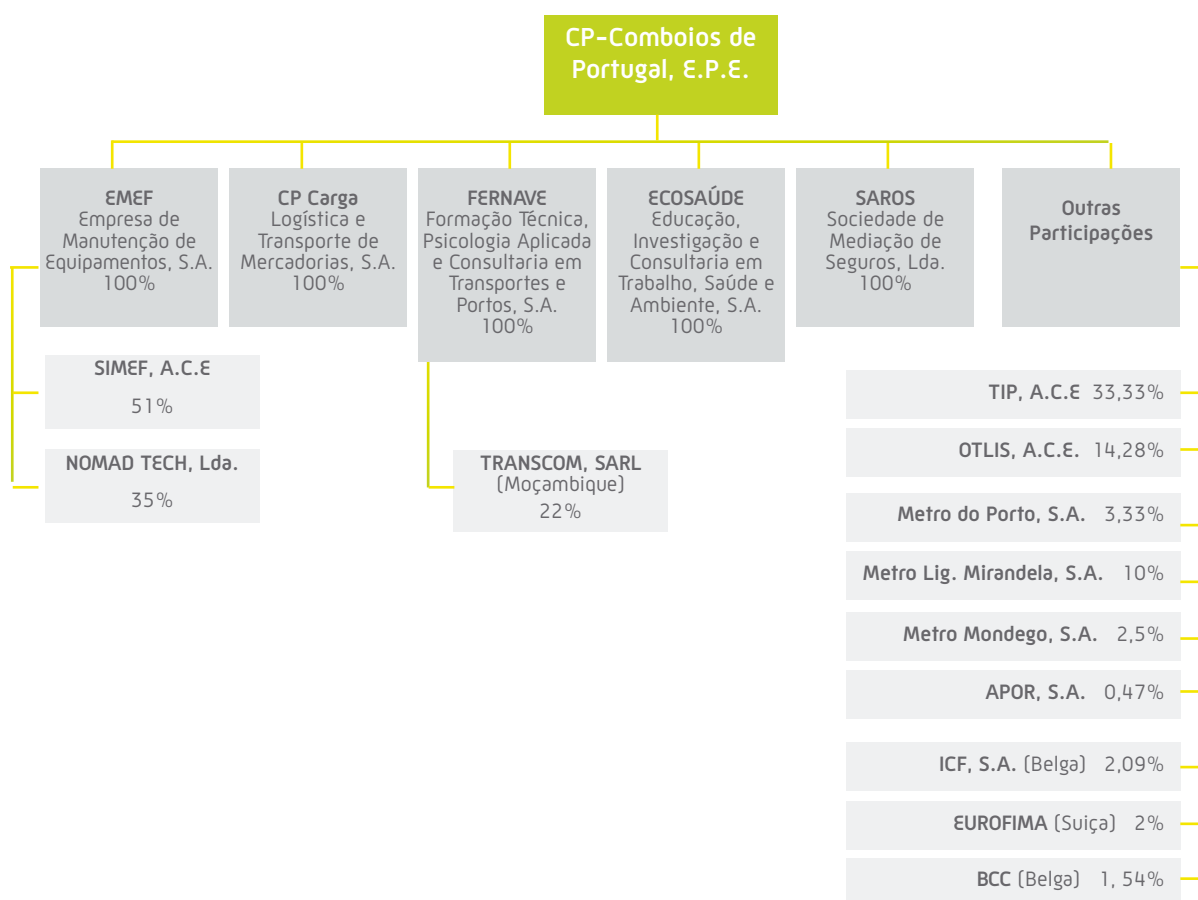 CP-Comboios de
Portugal, E.P.E.
EMEF
Empresa de
Manutenção de
Equipamentos, S.A.
100%
CP Carga
Logística e
Transporte de
Mercadorias, S.A.
100%
FERNAVE
Formação Técnica,
Psicologia Aplicada
e Consultaria em
Transportes e
Portos, S.A.
100%
ECOSAÚDE
Educação,
Investigação e
Consultaria em
Trabalho, Saúde e
Ambiente, S.A.
100%
SAROS
Sociedade de
Mediação de
Seguros, Lda.
100%
Outras
Participações
SIMEF, A.C.E
51%
NOMAD TECH, Lda.
35%
TRANSCOM, SARL
(Moçambique)
22%
TIP, A.C.E 33,33%
OTLIS, A.C.E. 14,28%
Metro do Porto, S.A. 3,33%
Metro Lig. Mirandela, S.A. 10%
Metro Mondego, S.A. 2,5%
APOR, S.A. 0,47%
ICF, S.A. (Belga) 2,09%
EUROFIMA (Suiça) 2%
BCC (Belga) 1, 54%